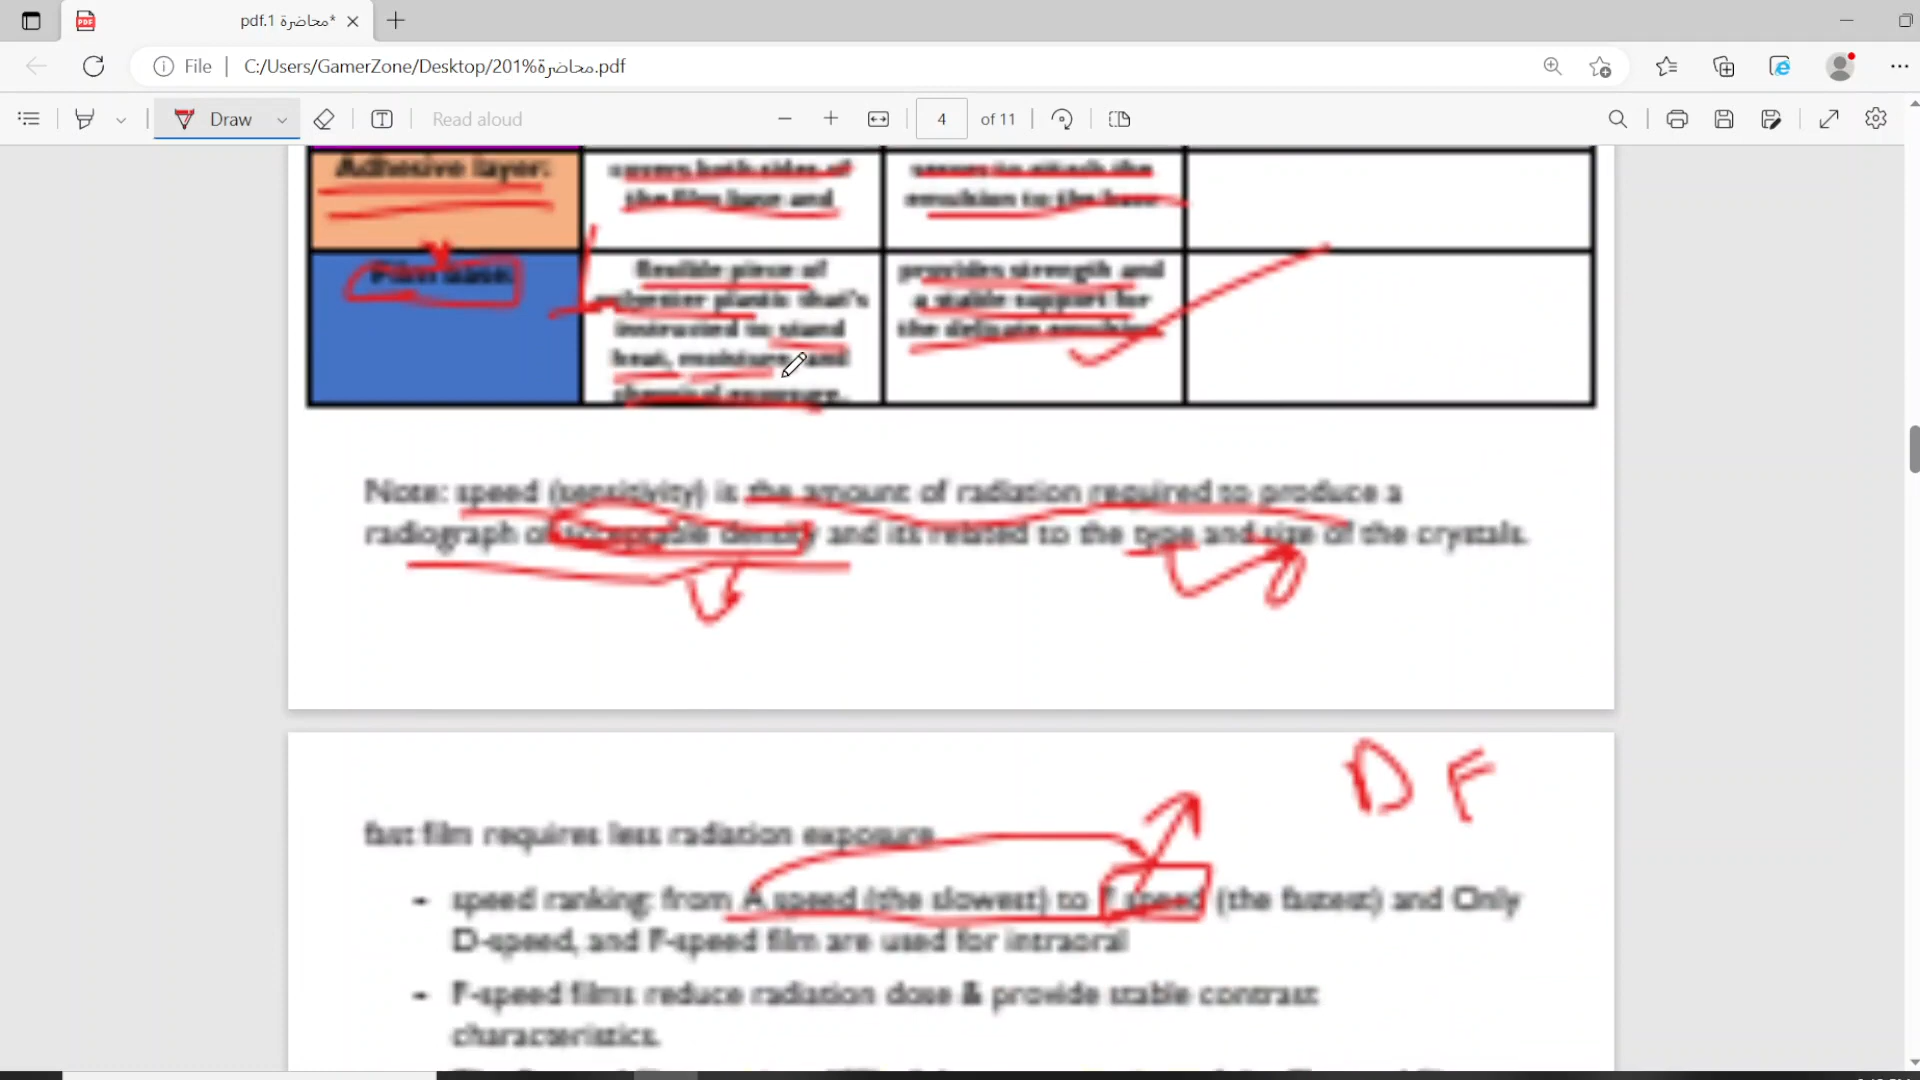 محاضرة 1.pdf*
File C:/Users/GamerZone/Desktop/201%محاضرة.pdf
Draw Read aloud 4 of 11
Adhesive layer:
covers both sides of
the film base and
serves to attach the
emulsion to the base
Film base:
flexible piece of
polyester plastic that's
instructed to stand
heat, moisture and
chemical exposure.
provides strength and
a stable support for
the delicate emulsion
Note: speed (sensitivity) is the amount of radiation required to produce a
radiograph of acceptable density and its related to the type and size of the crystals.
D F
fast film requires less radiation exposure
- speed ranking: from A speed (the slowest) to F speed (the fastest) and Only
D-speed, and F-speed film are used for intraoral
- F-speed films reduce radiation dose & provide stable contrast
characteristics.